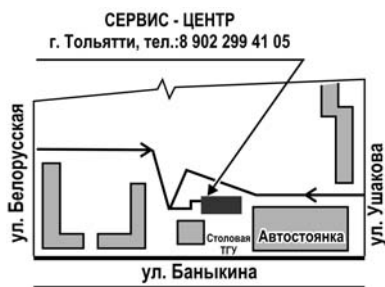 СЕРВИС - ЦЕНТР
г. Тольятти, тел.:8 902 299 41 05
ул. Белорусская
ул. Ушакова
Столовая
ТГУ
Автостоянка
ул. Баныкина